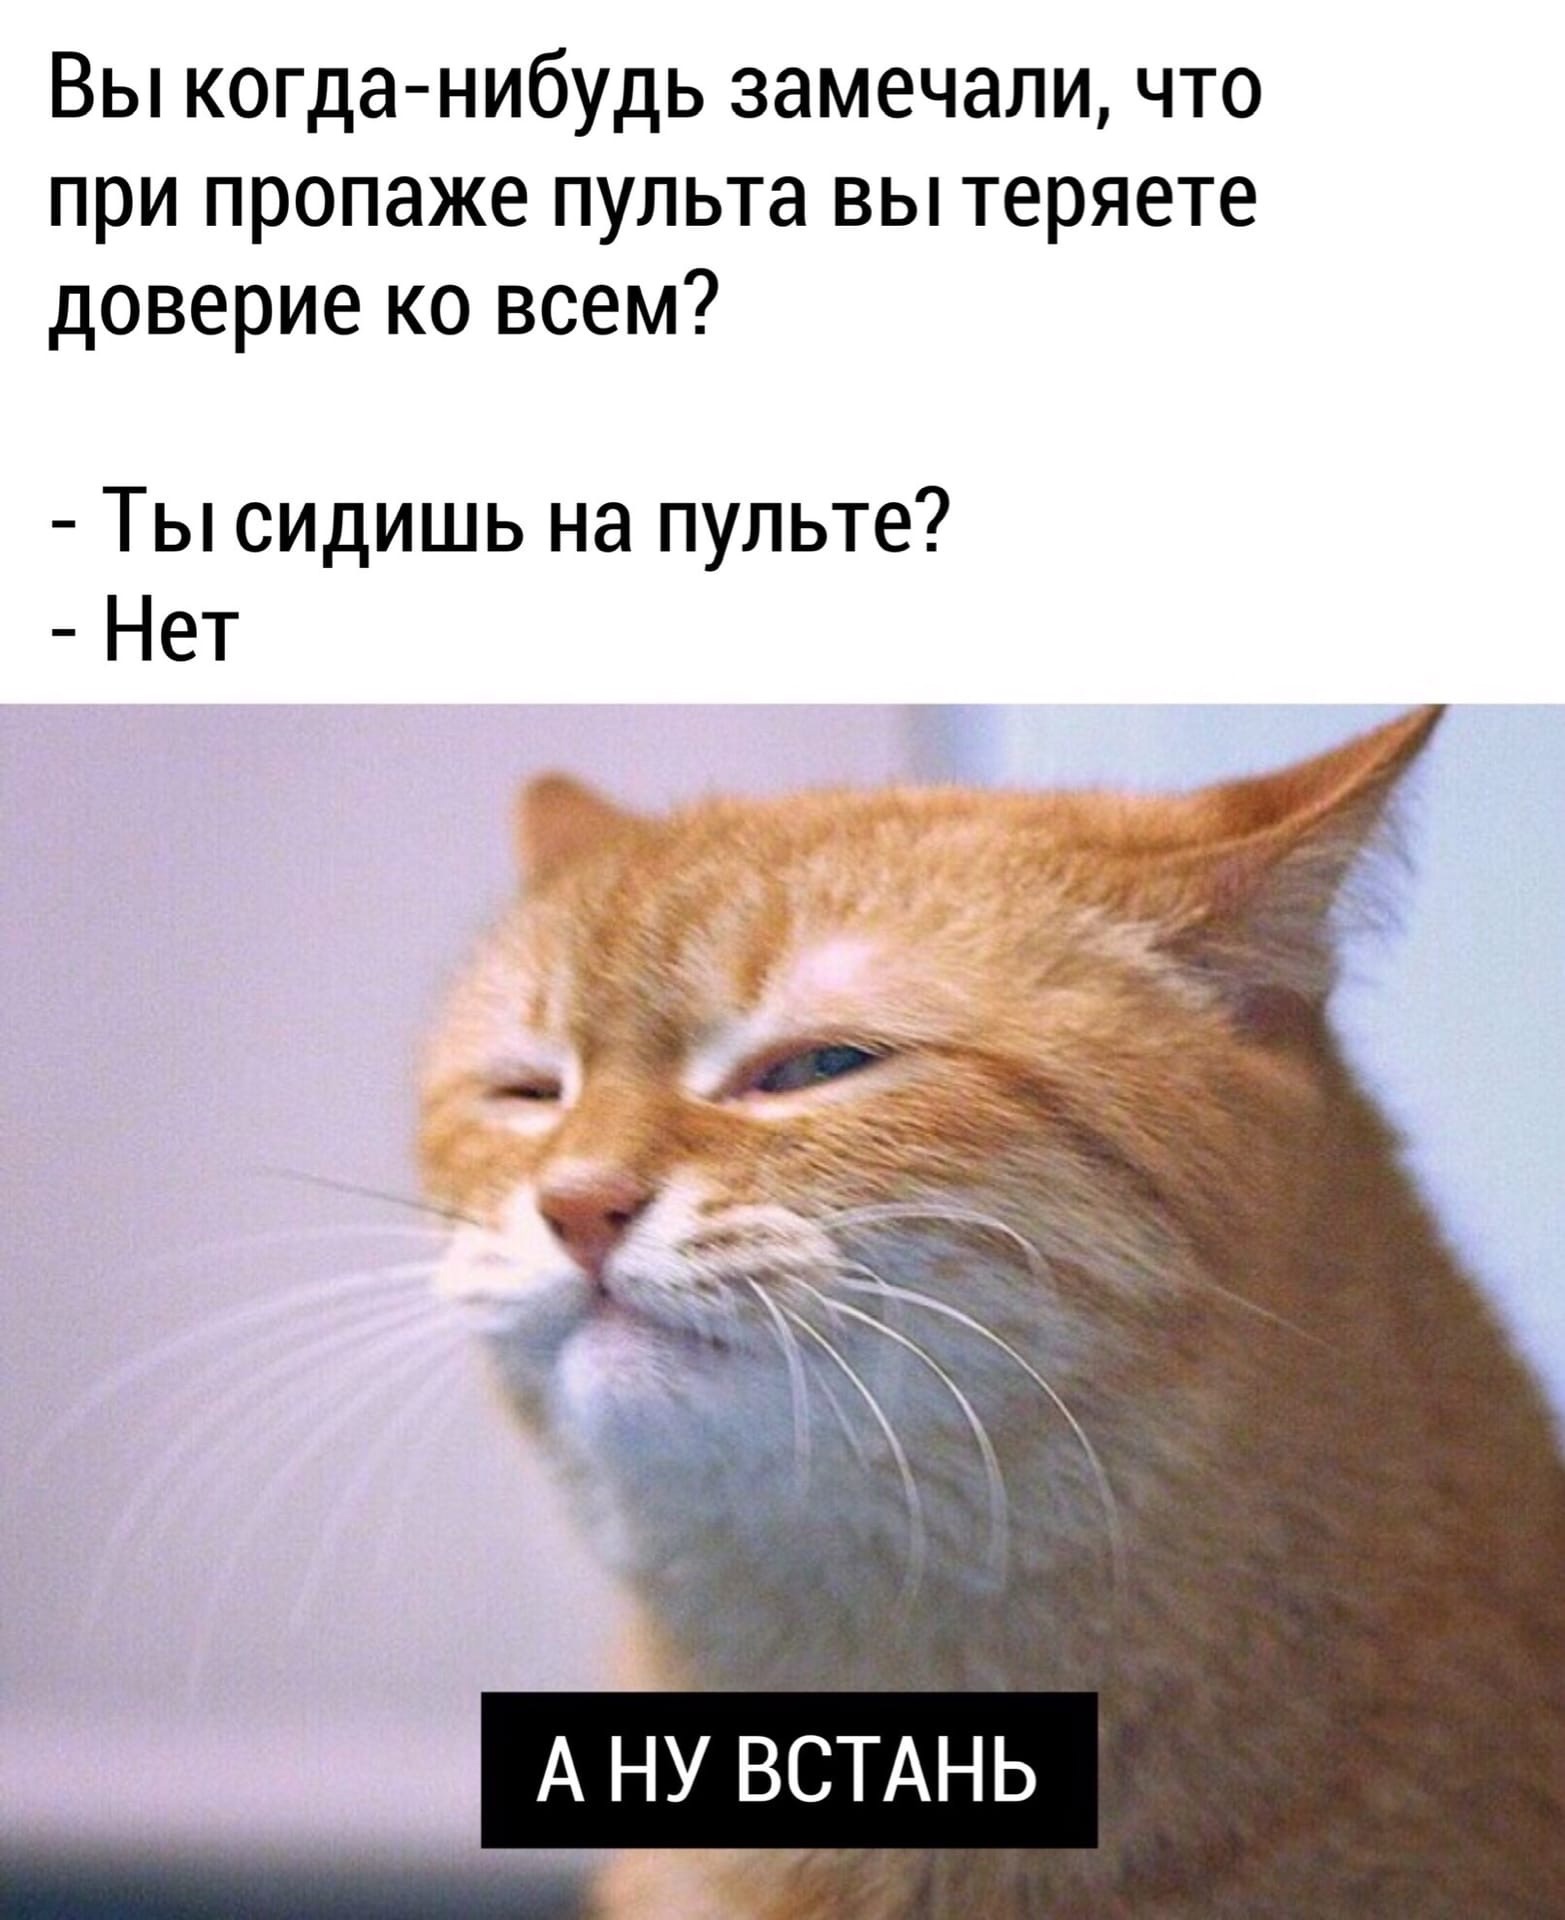 Вы когда-нибудь замечали, что
при пропаже пульта вы теряете
доверие ко всем?
- Ты сидишь на пульте?
- Нет
А НУ ВСТАНЬ